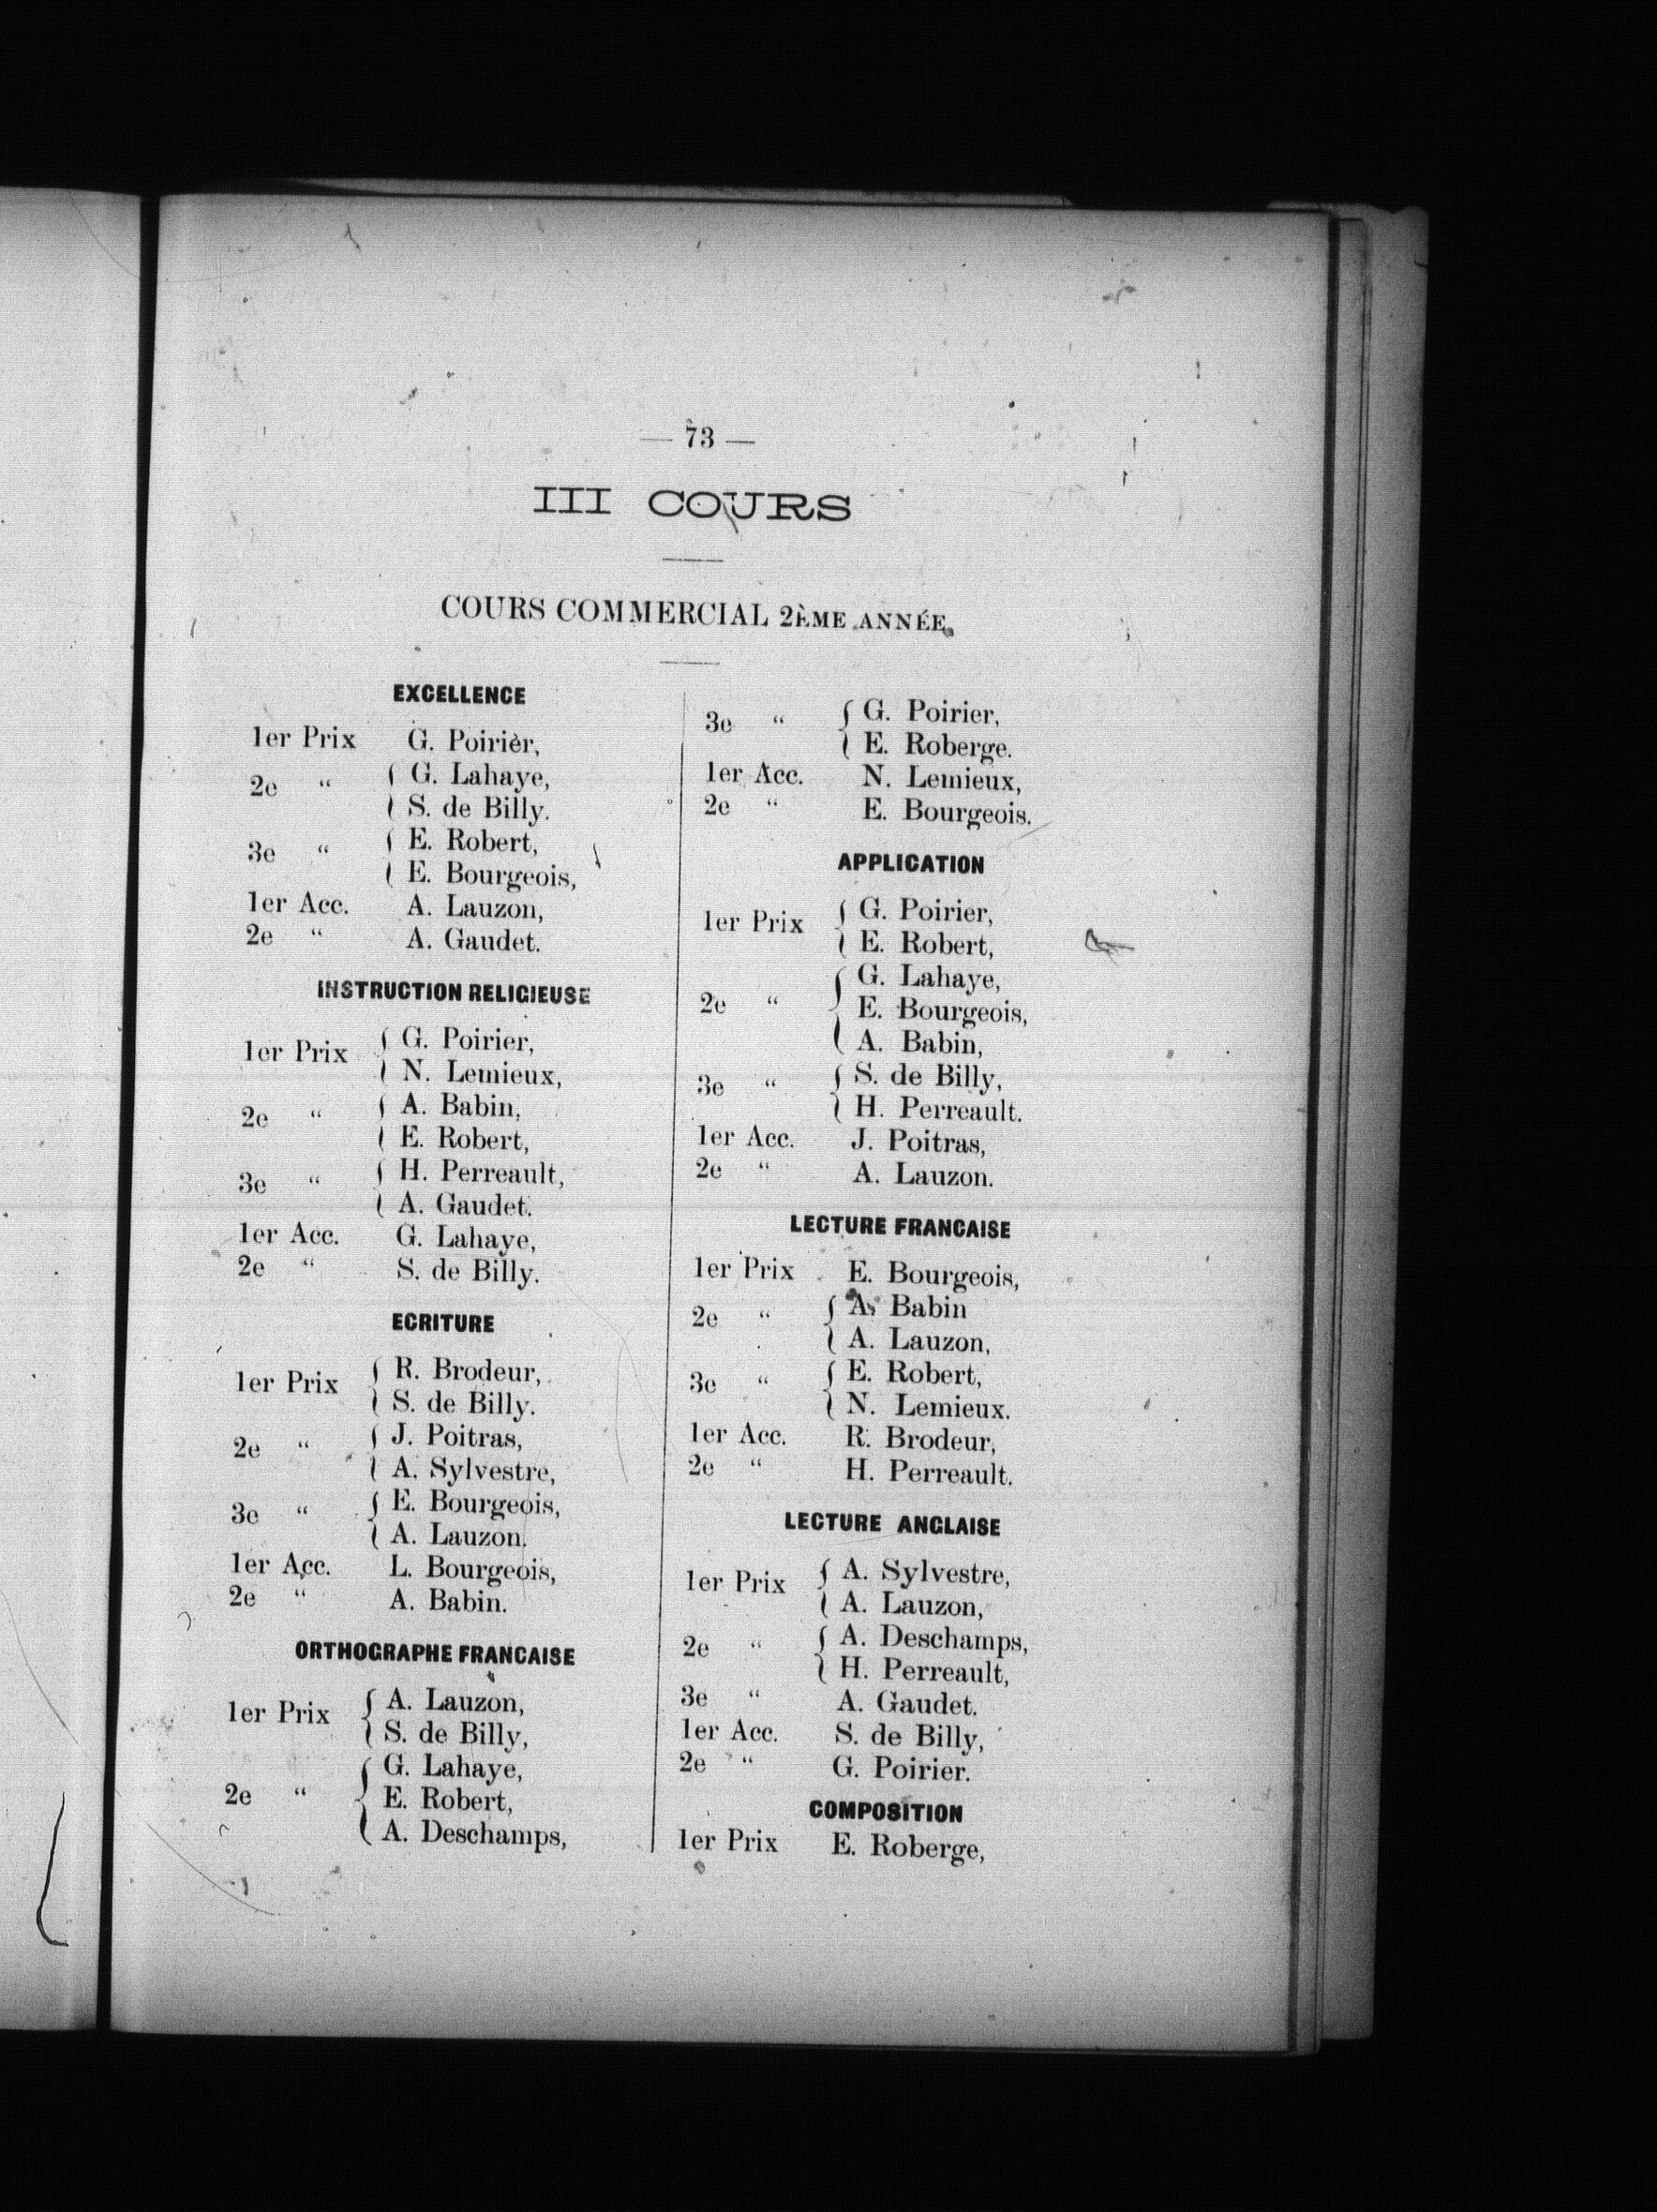 — 73 —
III COURS
COURS COMMERCIAL 2ÈME ANNÉE.
EXCELLENCE
1er Prix G. Poirier,
2e “ { G. Lahaye,
S. de Billy.
3e “ { E. Robert,
E. Bourgeois,
1er Acc. A. Lauzon,
2e “ A. Gaudet.
INSTRUCTION RELIGIEUSE
1er Prix { G. Poirier,
N. Lemieux,
2e “ { A. Babin,
E. Robert,
3e “ { H. Perreault,
A. Gaudet.
1er Acc. G. Lahaye,
2e “ S. de Billy.
ECRITURE
1er Prix { R. Brodeur,
S. de Billy.
2e “ { J. Poitras,
A. Sylvestre,
3e “ { E. Bourgeois,
A. Lauzon.
1er Acc. L. Bourgeois,
2e “ A. Babin.
ORTHOGRAPHE FRANCAISE
1er Prix { A. Lauzon,
S. de Billy,
G. Lahaye,
2e “ { E. Robert,
A. Deschamps,
3e “ { G. Poirier,
E. Roberge.
1er Acc. N. Lemieux,
2e “ E. Bourgeois.
APPLICATION
1er Prix { G. Poirier,
E. Robert,
G. Lahaye,
2e “ { E. Bourgeois,
A. Babin,
3e “ { S. de Billy,
H. Perreault.
1er Acc. J. Poitras,
2e “ A. Lauzon.
LECTURE FRANCAISE
1er Prix E. Bourgeois,
2e “ { A. Babin
A. Lauzon,
3e “ { E. Robert,
N. Lemieux.
1er Acc. R. Brodeur,
2e “ H. Perreault.
LECTURE ANGLAISE
1er Prix { A. Sylvestre,
A. Lauzon,
2e “ { A. Deschamps,
H. Perreault,
3e “ A. Gaudet.
1er Acc. S. de Billy,
2e “ G. Poirier.
COMPOSITION
1er Prix E. Roberge,